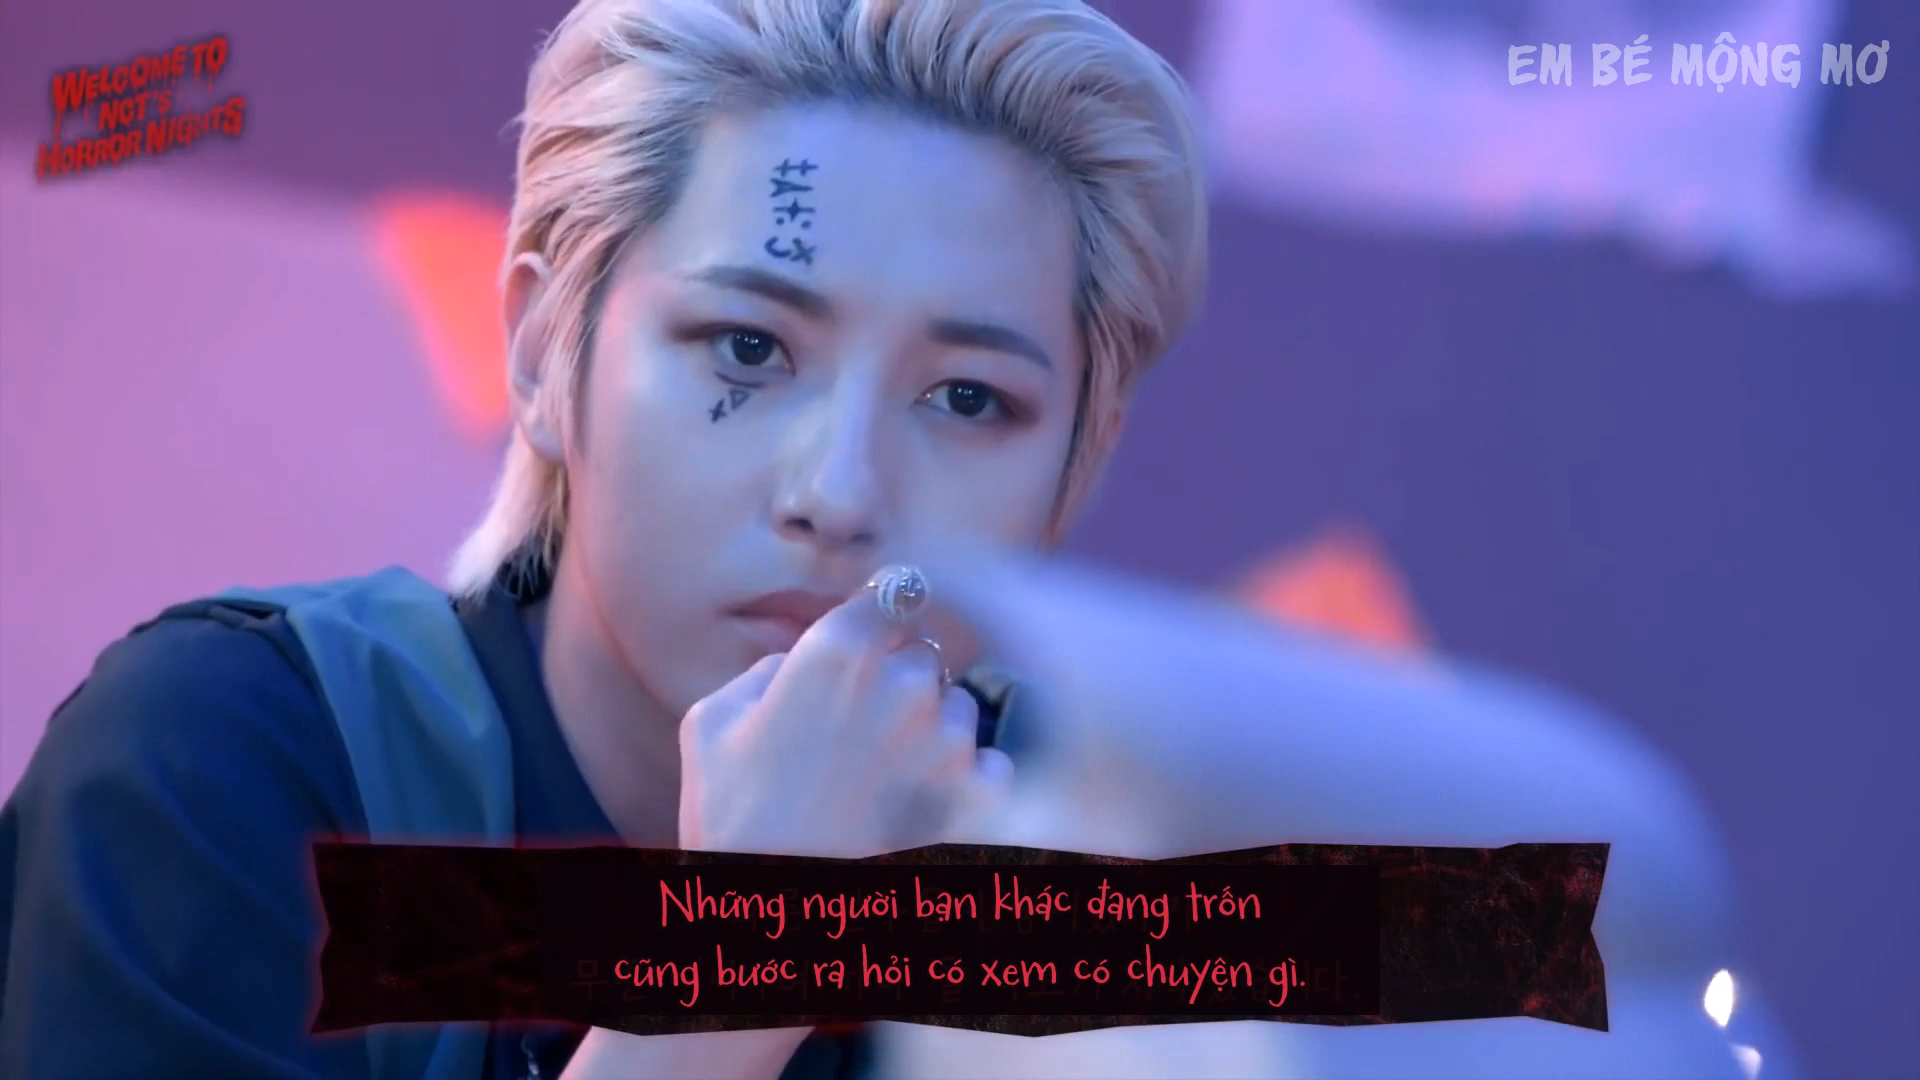 WELCOME TO
NCT'S
HORROR NIGHTS
EM BÉ MỘNG MƠ
Những người bạn khác đang trốn
cũng bước ra hỏi có xem có chuyện gì.